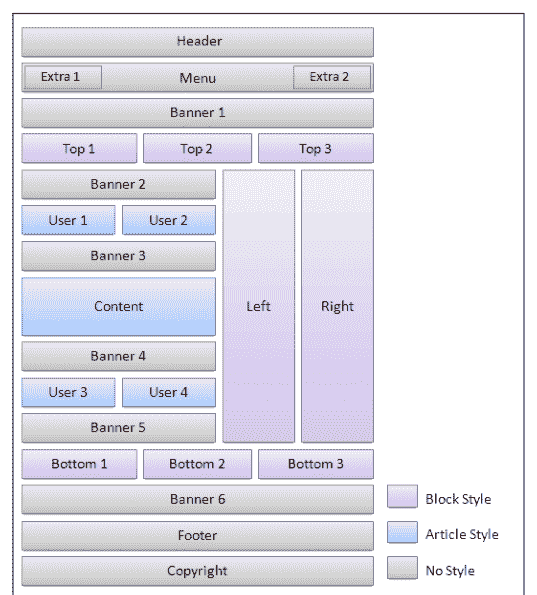 Header
Extra 1 Menu Extra 2
Banner 1
Top 1 Top 2 Top 3
Banner 2
User 1 User 2
Banner 3
Content Left Right
Banner 4
User 3 User 4
Banner 5
Bottom 1 Bottom 2 Bottom 3
Banner 6
Block Style
Footer
Article Style
Copyright
No Style